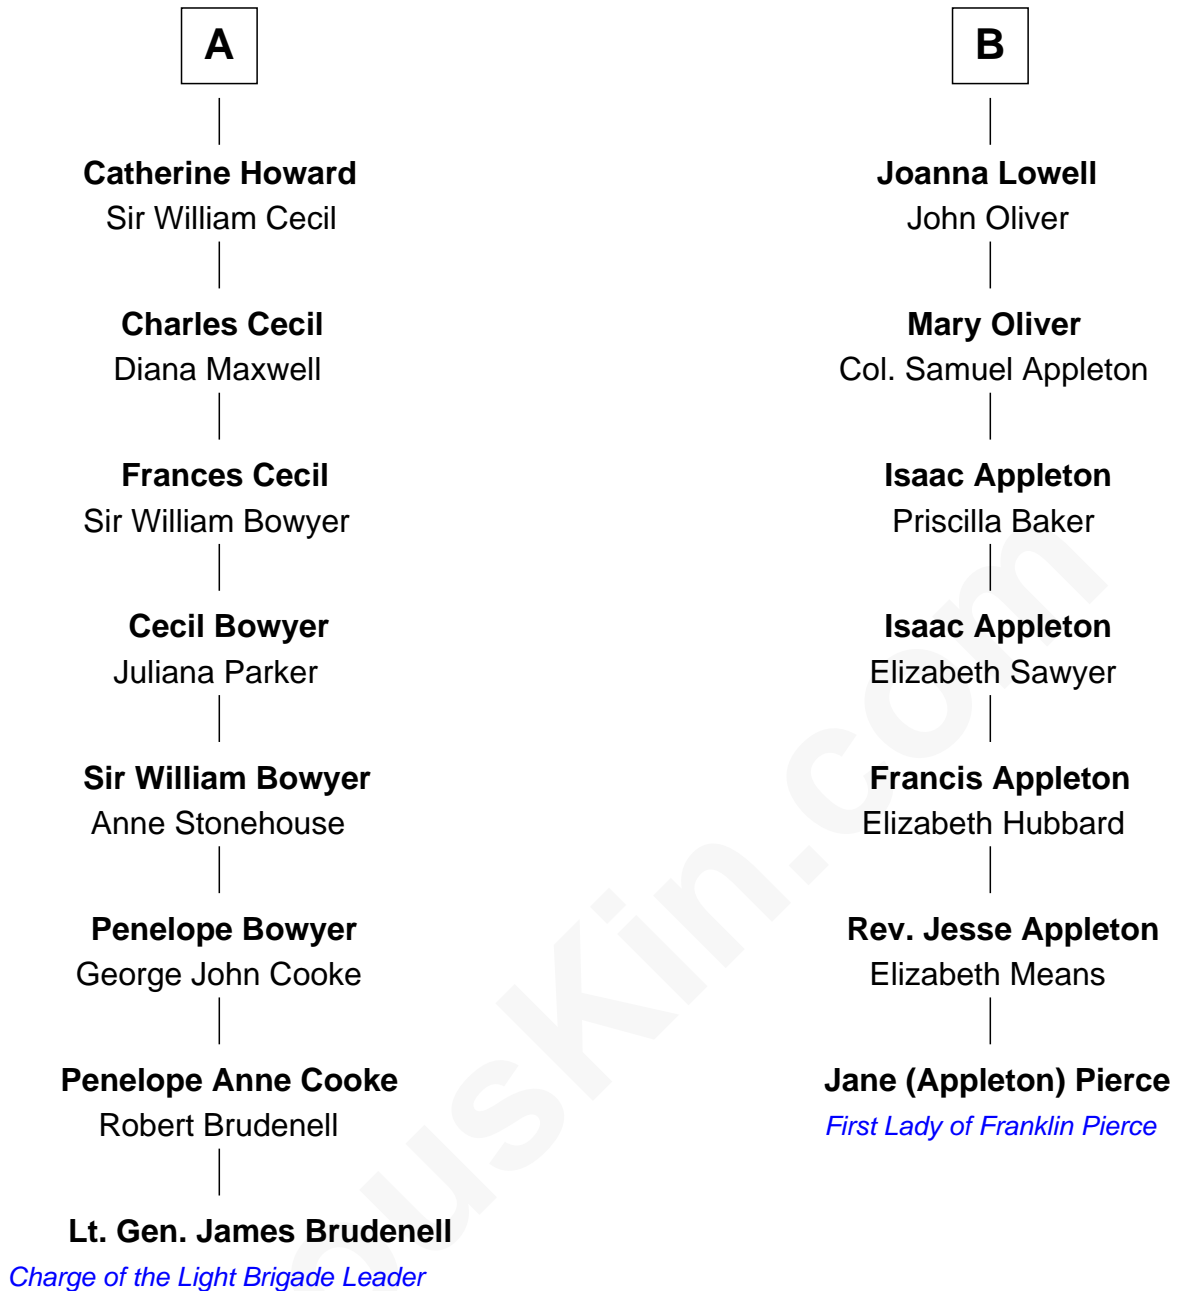 A
Catherine Howard
Sir William Cecil
Charles Cecil
Diana Maxwell
Frances Cecil
Sir William Bowyer
Cecil Bowyer
Juliana Parker
Sir William Bowyer
Anne Stonehouse
Penelope Bowyer
George John Cooke
Penelope Anne Cooke
Robert Brudenell
Lt. Gen. James Brudenell
Charge of the Light Brigade Leader
B
Joanna Lowell
John Oliver
Mary Oliver
Col. Samuel Appleton
Isaac Appleton
Priscilla Baker
Isaac Appleton
Elizabeth Sawyer
Francis Appleton
Elizabeth Hubbard
Rev. Jesse Appleton
Elizabeth Means
Jane (Appleton) Pierce
First Lady of Franklin Pierce
ousKin.com